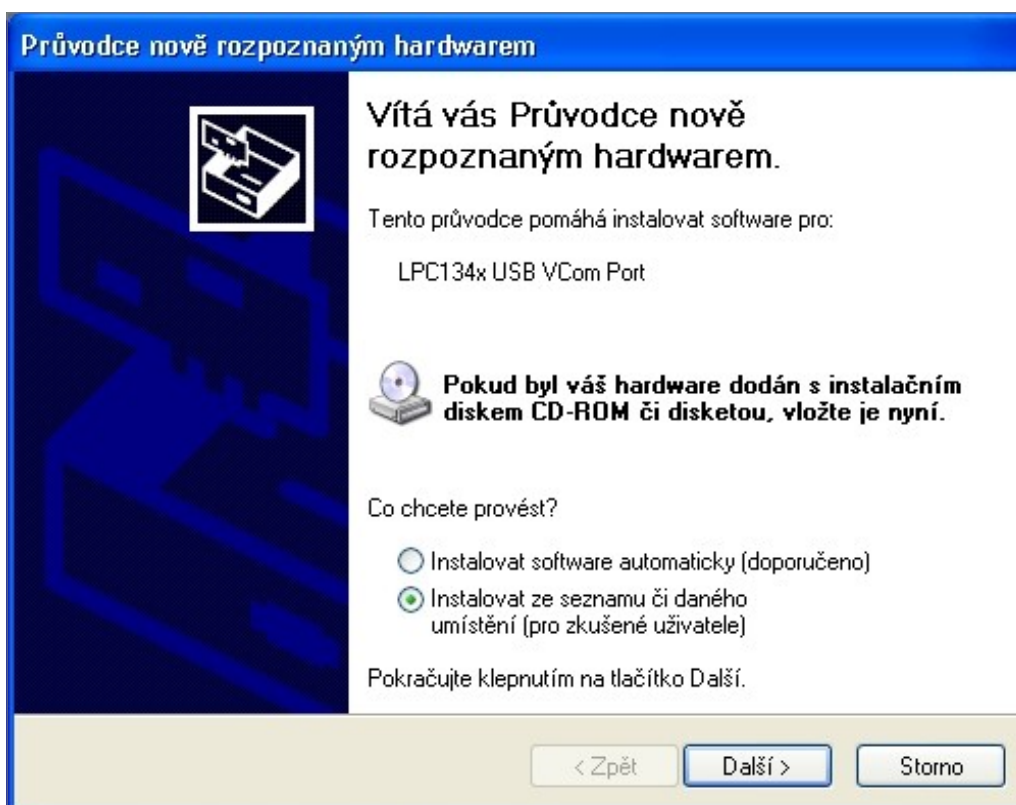 Průvodce nově rozpoznaným hardwarem
Vítá vás Průvodce nově
rozpoznaným hardwarem.
Tento průvodce pomáhá instalovat software pro:
LPC134x USB VCom Port
Pokud byl váš hardware dodán s instalačním
diskem CD-ROM či disketou, vložte je nyní.
Co chcete provést?
Instalovat software automaticky (doporučeno)
Instalovat ze seznamu či daného
umístění (pro zkušené uživatele)
Pokračujte klepnutím na tlačítko Další.
< Zpět
Další >
Storno